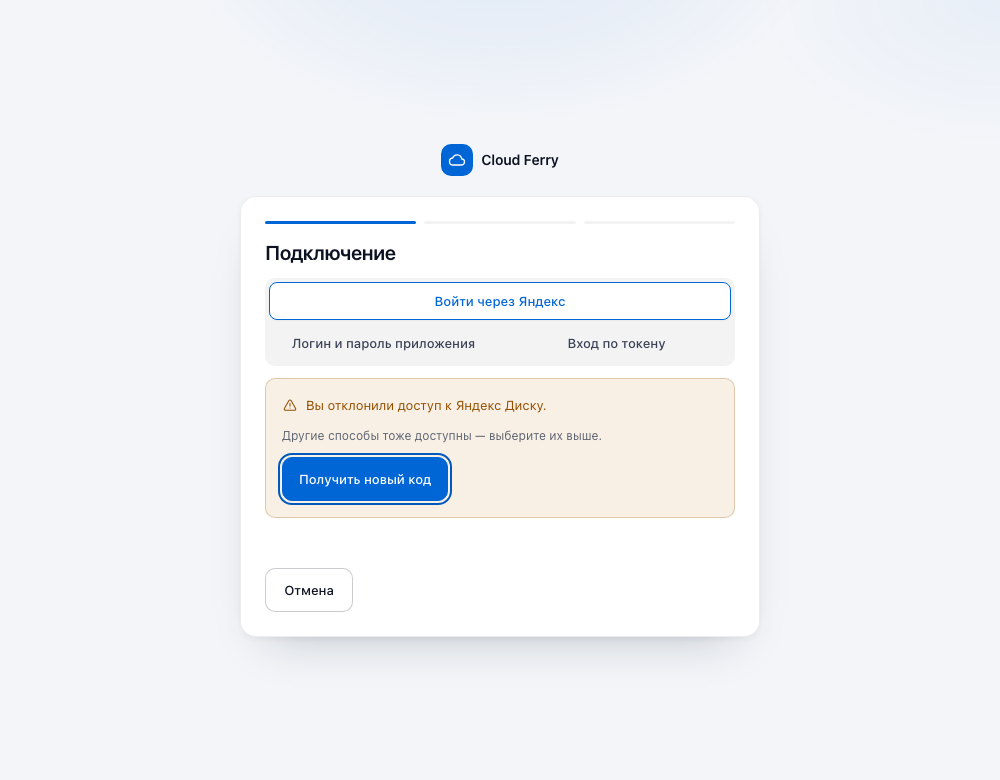 Cloud Ferry
Подключение
Войти через Яндекс
Логин и пароль приложения
Вход по токену
Вы отклонили доступ к Яндекс Диску.
Другие способы тоже доступны — выберите их выше.
Получить новый код
Отмена